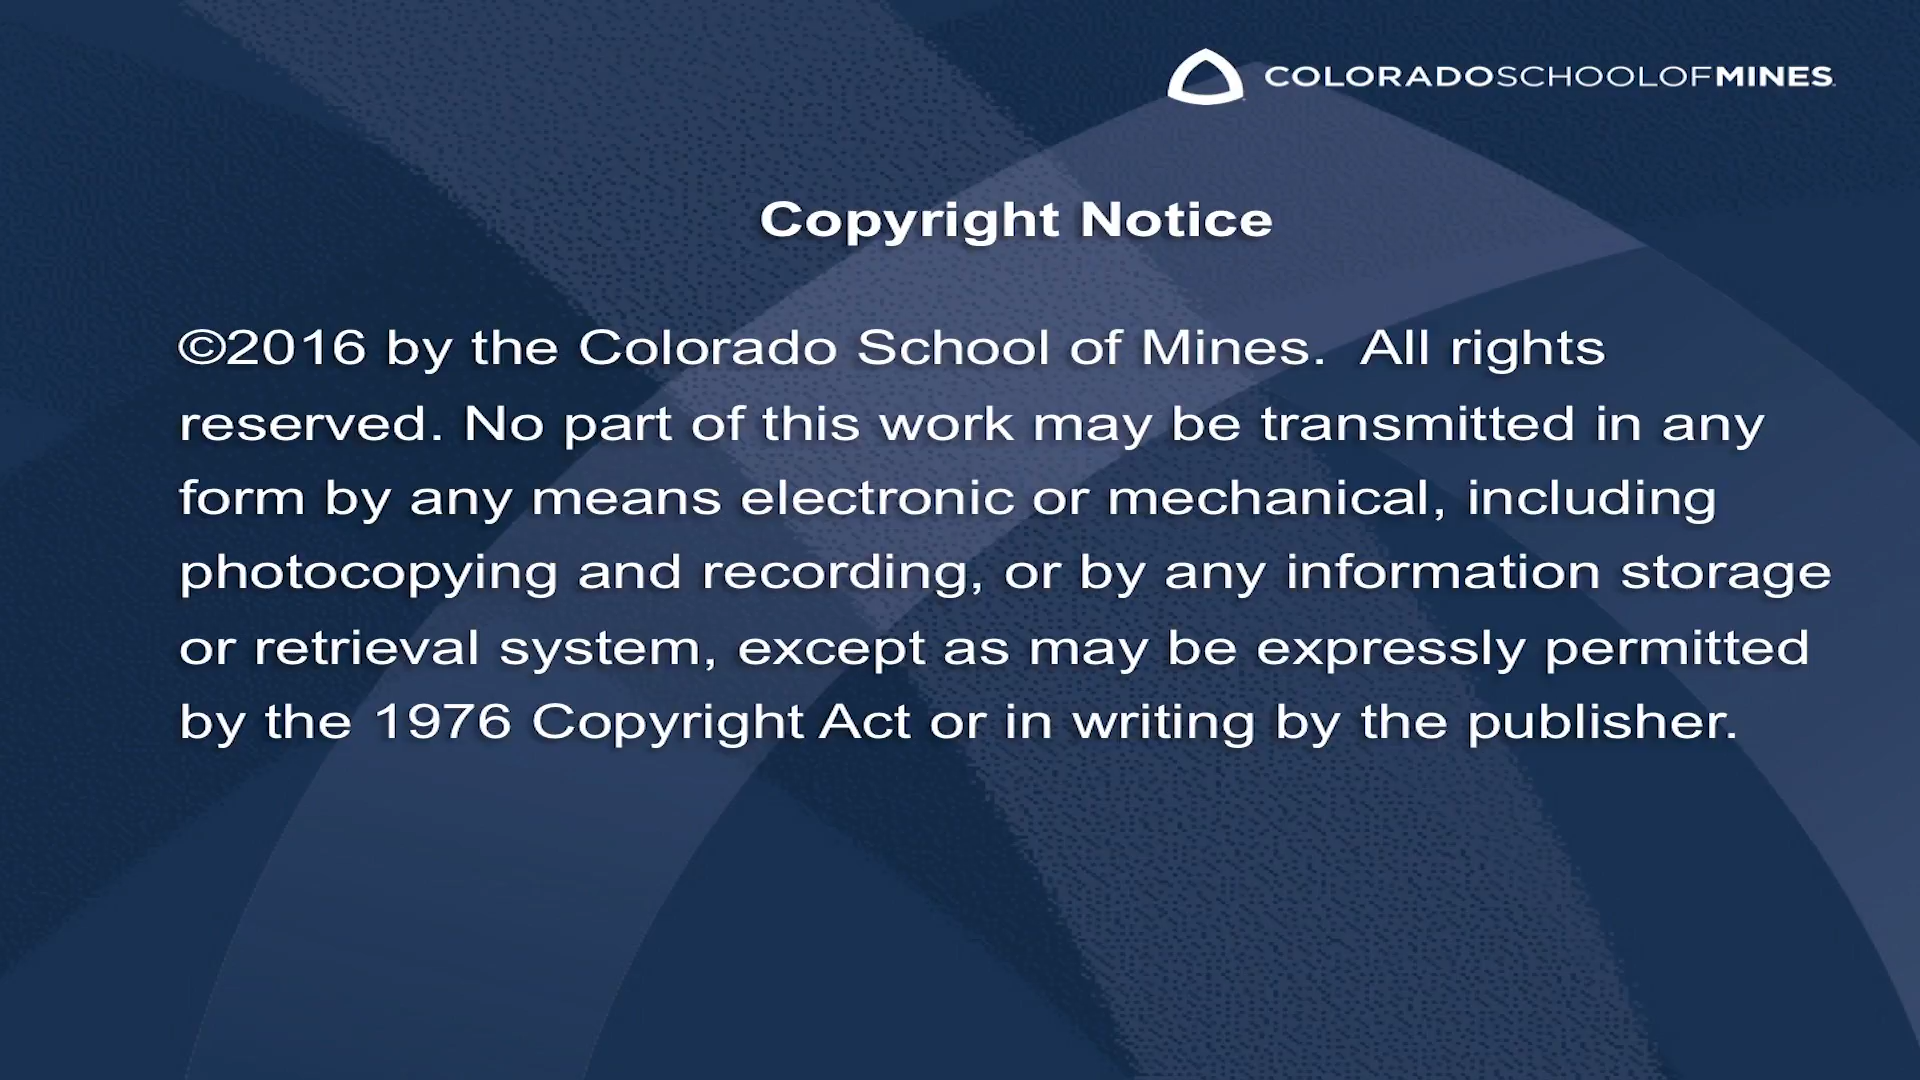 COLORADOSCHOOLOFMINES
Copyright Notice
©2016 by the Colorado School of Mines.  All rights
reserved. No part of this work may be transmitted in any
form by any means electronic or mechanical, including
photocopying and recording, or by any information storage
or retrieval system, except as may be expressly permitted
by the 1976 Copyright Act or in writing by the publisher.